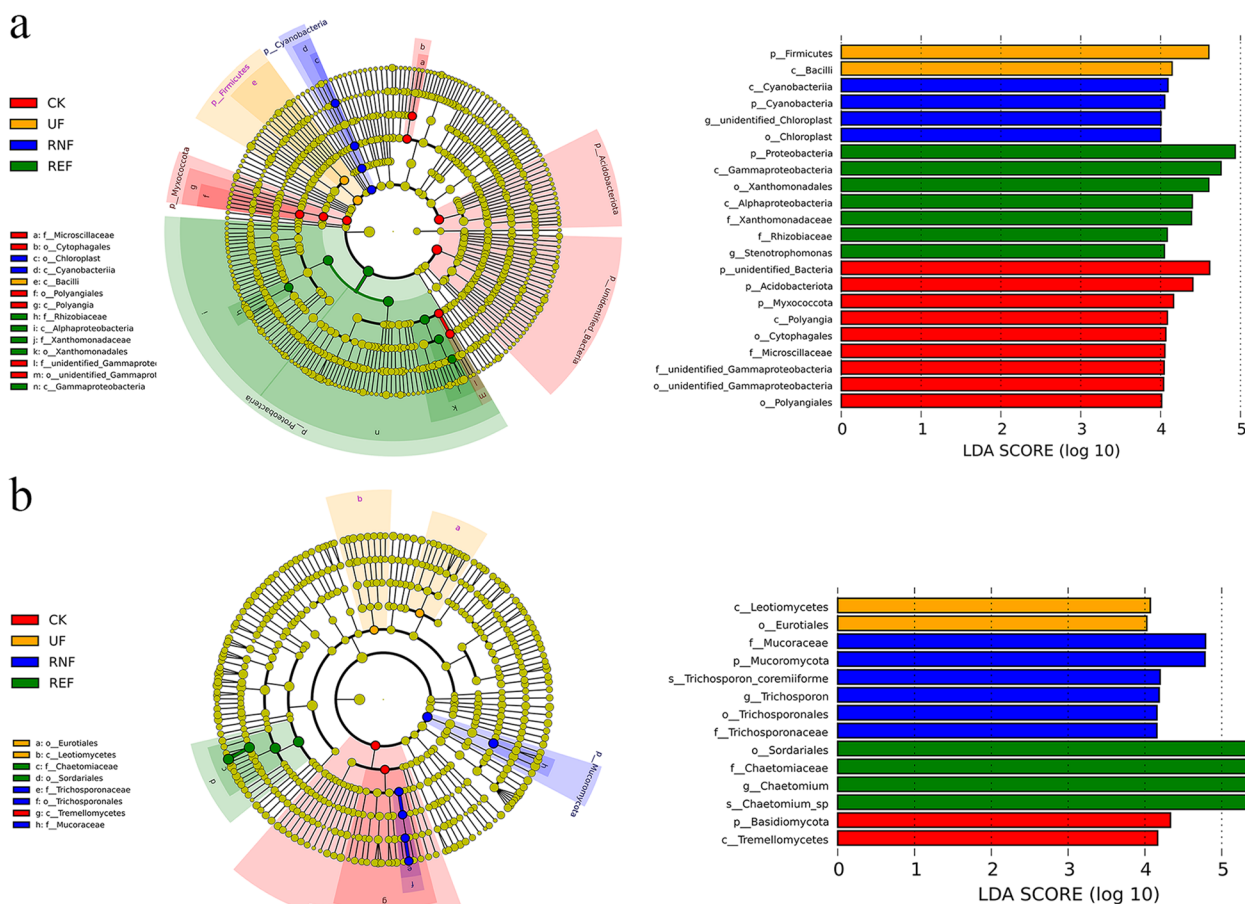 a
CK
UF
RNF
REF
a: f__Microscillaceae
b: o__Cytophagales
c: o__Chloroplast
d: c__Cyanobacteriia
e: c__Bacilli
f: o__Polyangiales
g: c__Polyangia
h: f__Rhizobiaceae
i: c__Alphaproteobacteria
j: f__Xanthomonadaceae
k: o__Xanthomonadales
l: f__unidentified_Gammaproteo
m: o__unidentified_Gammaprot
n: c__Gammaproteobacteria
p__Cyanobacteria
d
c
b
a
p__Firmicutes
e
p__Acidobacteriota
p__Myxococcota
g
f
p__unidentified_Bacteria
i
h
p__Proteobacteria
n
k
j
m
p__Firmicutes
c__Bacilli
c__Cyanobacteriia
p__Cyanobacteria
g__unidentified_Chloroplast
o__Chloroplast
p__Proteobacteria
c__Gammaproteobacteria
o__Xanthomonadales
c__Alphaproteobacteria
f__Xanthomonadaceae
f__Rhizobiaceae
g__Stenotrophomonas
p__unidentified_Bacteria
p__Acidobacteriota
p__Myxococcota
c__Polyangia
o__Cytophagales
f__Microscillaceae
f__unidentified_Gammaproteobacteria
o__unidentified_Gammaproteobacteria
o__Polyangiales
0 1 2 3 4 5
LDA SCORE (log 10)
b
CK
UF
RNF
REF
a: o__Eurotiales
b: c__Leotiomycetes
c: f__Chaetomiaceae
d: o__Sordariales
e: f__Trichosporonaceae
f: o__Trichosporonales
g: c__Tremellomycetes
h: f__Mucoraceae
b
a
c
d
h
p__Mucoromycota
e
f
g
c__Leotiomycetes
o__Eurotiales
f__Mucoraceae
p__Mucoromycota
s__Trichosporon_coremiiforme
g__Trichosporon
o__Trichosporonales
f__Trichosporonaceae
o__Sordariales
f__Chaetomiaceae
g__Chaetomium
s__Chaetomium_sp
p__Basidiomycota
c__Tremellomycetes
0 1 2 3 4 5
LDA SCORE (log 10)